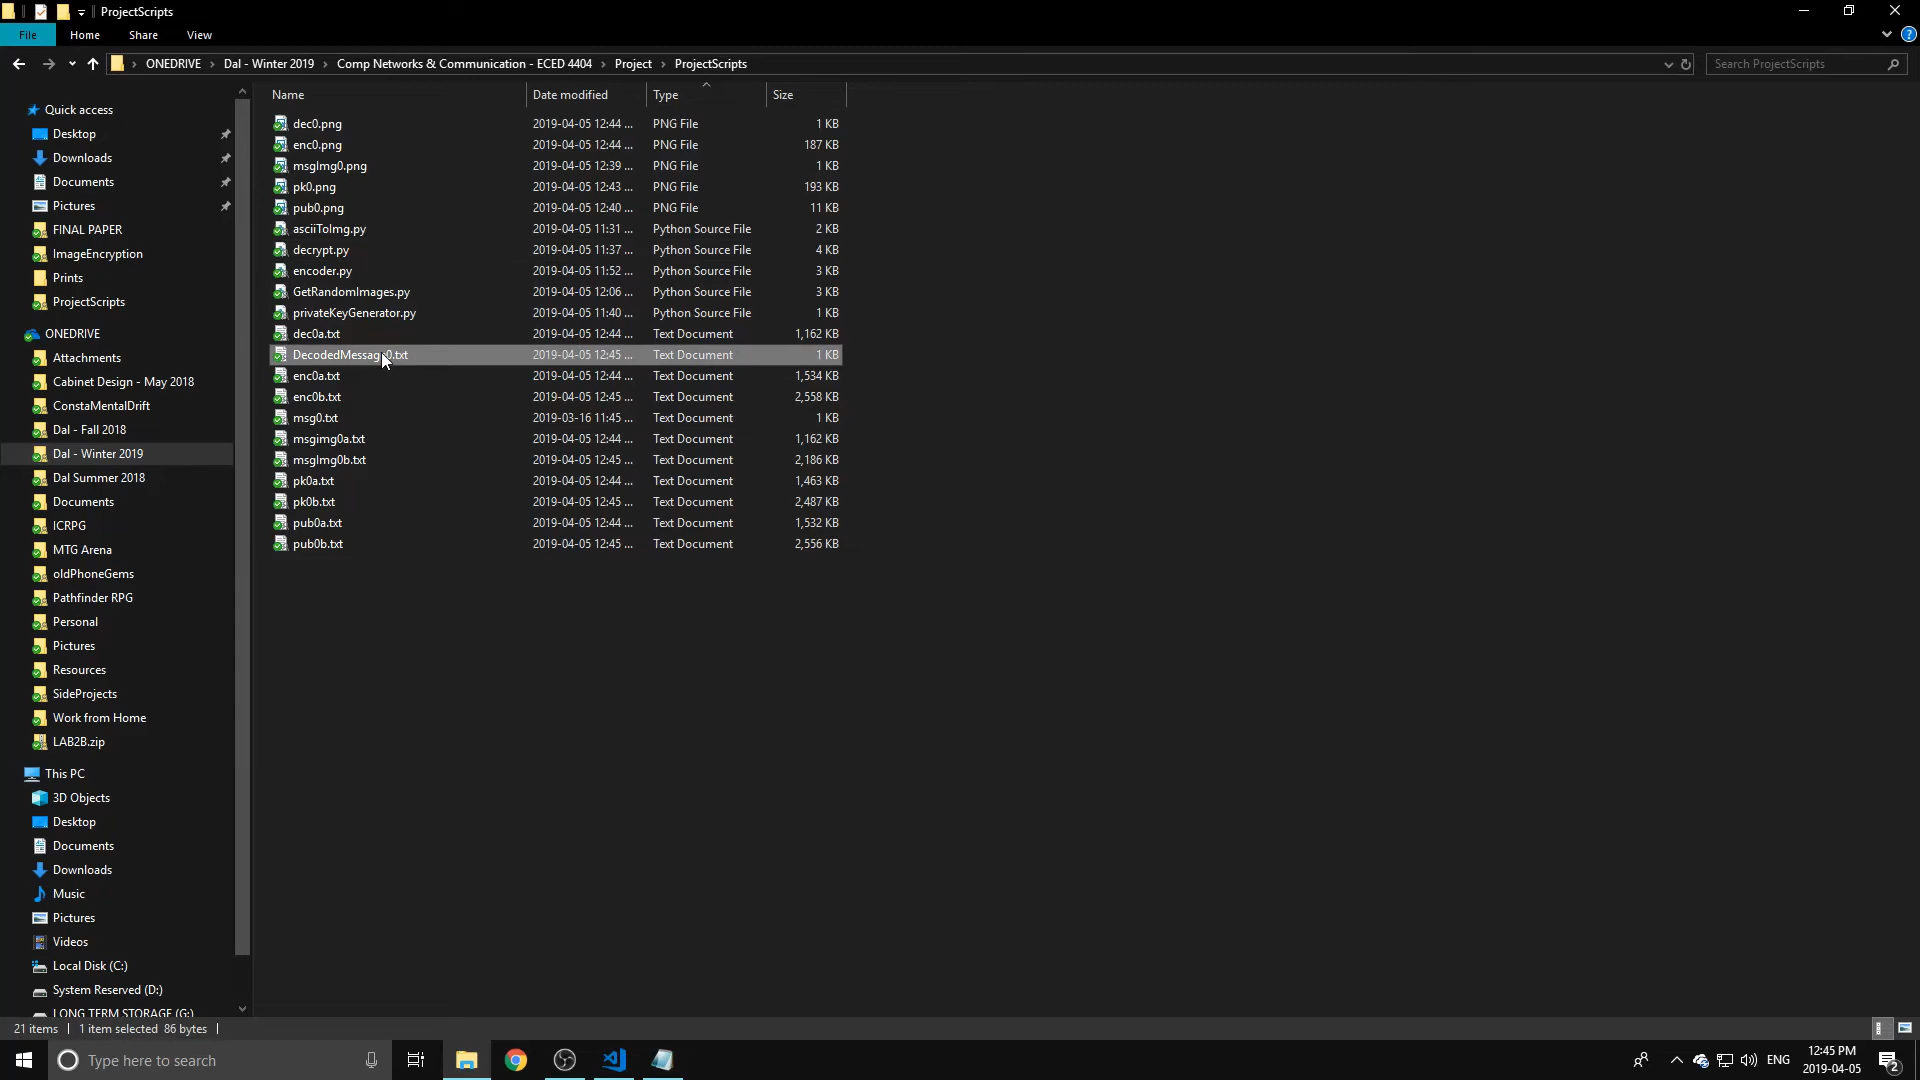 ProjectScripts
File Home Share View
ONEDRIVE Dal - Winter 2019 Comp Networks & Communication - ECED 4404 Project ProjectScripts Search ProjectScripts
Name Date modified Type Size
dec0.png 2019-04-05 12:44 ... PNG File 1 KB
enc0.png 2019-04-05 12:44 ... PNG File 187 KB
msgImg0.png 2019-04-05 12:39 ... PNG File 1 KB
pk0.png 2019-04-05 12:43 ... PNG File 193 KB
pub0.png 2019-04-05 12:40 ... PNG File 11 KB
asciiToImg.py 2019-04-05 11:31 ... Python Source File 2 KB
decrypt.py 2019-04-05 11:37 ... Python Source File 4 KB
encoder.py 2019-04-05 11:52 ... Python Source File 3 KB
GetRandomImages.py 2019-04-05 12:06 ... Python Source File 3 KB
privateKeyGenerator.py 2019-04-05 11:40 ... Python Source File 1 KB
dec0a.txt 2019-04-05 12:44 ... Text Document 1,162 KB
DecodedMessage0.txt 2019-04-05 12:45 ... Text Document 1 KB
enc0a.txt 2019-04-05 12:44 ... Text Document 1,534 KB
enc0b.txt 2019-04-05 12:45 ... Text Document 2,558 KB
msg0.txt 2019-03-16 11:45 ... Text Document 1 KB
msgimg0a.txt 2019-04-05 12:44 ... Text Document 1,162 KB
msgImg0b.txt 2019-04-05 12:45 ... Text Document 2,186 KB
pk0a.txt 2019-04-05 12:44 ... Text Document 1,463 KB
pk0b.txt 2019-04-05 12:45 ... Text Document 2,487 KB
pub0a.txt 2019-04-05 12:44 ... Text Document 1,532 KB
pub0b.txt 2019-04-05 12:45 ... Text Document 2,556 KB
Quick access
Desktop
Downloads
Documents
Pictures
FINAL PAPER
ImageEncryption
Prints
ProjectScripts
ONEDRIVE
Attachments
Cabinet Design - May 2018
ConstaMentalDrift
Dal - Fall 2018
Dal - Winter 2019
Dal Summer 2018
Documents
ICRPG
MTG Arena
oldPhoneGems
Pathfinder RPG
Personal
Pictures
Resources
SideProjects
Work from Home
LAB2B.zip
This PC
3D Objects
Desktop
Documents
Downloads
Music
Pictures
Videos
Local Disk (C:)
System Reserved (D:)
LONG TERM STORAGE (G:)
21 items 1 item selected 86 bytes
Type here to search ENG 12:45 PM
2019-04-05 2